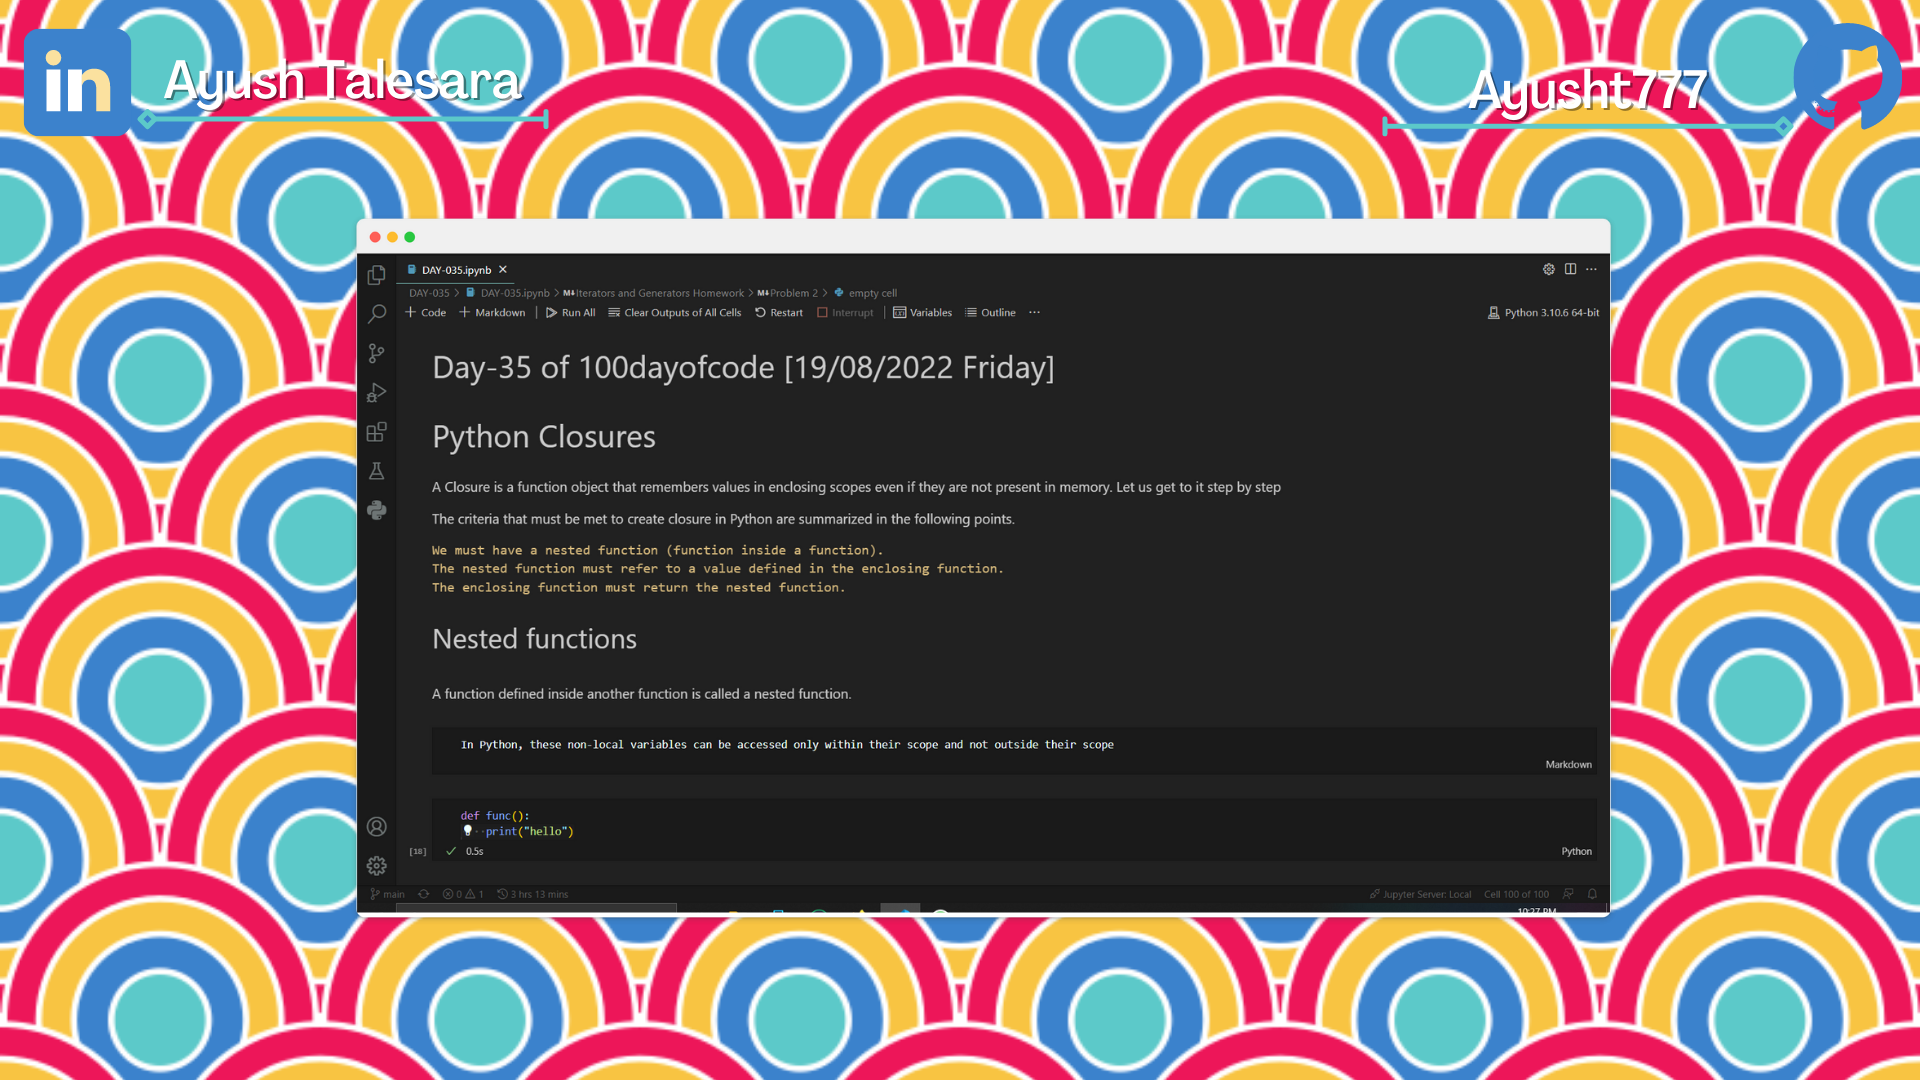 in Ayush Talesara
Ayusht777
DAY-035.ipynb
DAY-035 > DAY-035.ipynb > M↓Iterators and Generators Homework > M↓Problem 2 > empty cell
+ Code + Markdown | Run All Clear Outputs of All Cells Restart Interrupt | Variables Outline ...
Python 3.10.6 64-bit
Day-35 of 100dayofcode [19/08/2022 Friday]
Python Closures
A Closure is a function object that remembers values in enclosing scopes even if they are not present in memory. Let us get to it step by step
The criteria that must be met to create closure in Python are summarized in the following points.
We must have a nested function (function inside a function).
The nested function must refer to a value defined in the enclosing function.
The enclosing function must return the nested function.
Nested functions
A function defined inside another function is called a nested function.
In Python, these non-local variables can be accessed only within their scope and not outside their scope
Markdown
def func():
print("hello")
[18] 0.5s
Python
main 0 1 3 hrs 13 mins
Jupyter Server: Local Cell 100 of 100
10:27 PM